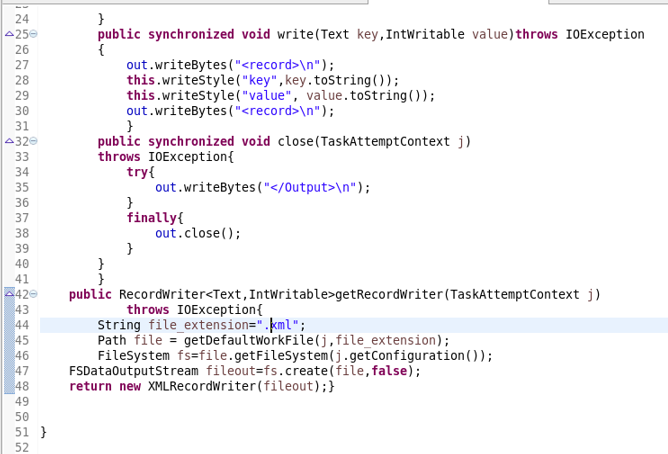 24 }
25 public synchronized void write(Text key,IntWritable value)throws IOException
26 {
27 out.writeBytes("<record>\n");
28 this.writeStyle("key",key.toString());
29 this.writeStyle("value", value.toString());
30 out.writeBytes("<record>\n");
31 }
32 public synchronized void close(TaskAttemptContext j)
33 throws IOException{
34 try{
35 out.writeBytes("</Output>\n");
36 }
37 finally{
38 out.close();
39 }
40 }
41 }
42 public RecordWriter<Text,IntWritable>getRecordWriter(TaskAttemptContext j)
43 throws IOException{
44 String file_extension=".xml";
45 Path file = getDefaultWorkFile(j,file_extension);
46 FileSystem fs=file.getFileSystem(j.getConfiguration());
47 FSDataOutputStream fileout=fs.create(file,false);
48 return new XMLRecordWriter(fileout);}
49
50
51 }
52